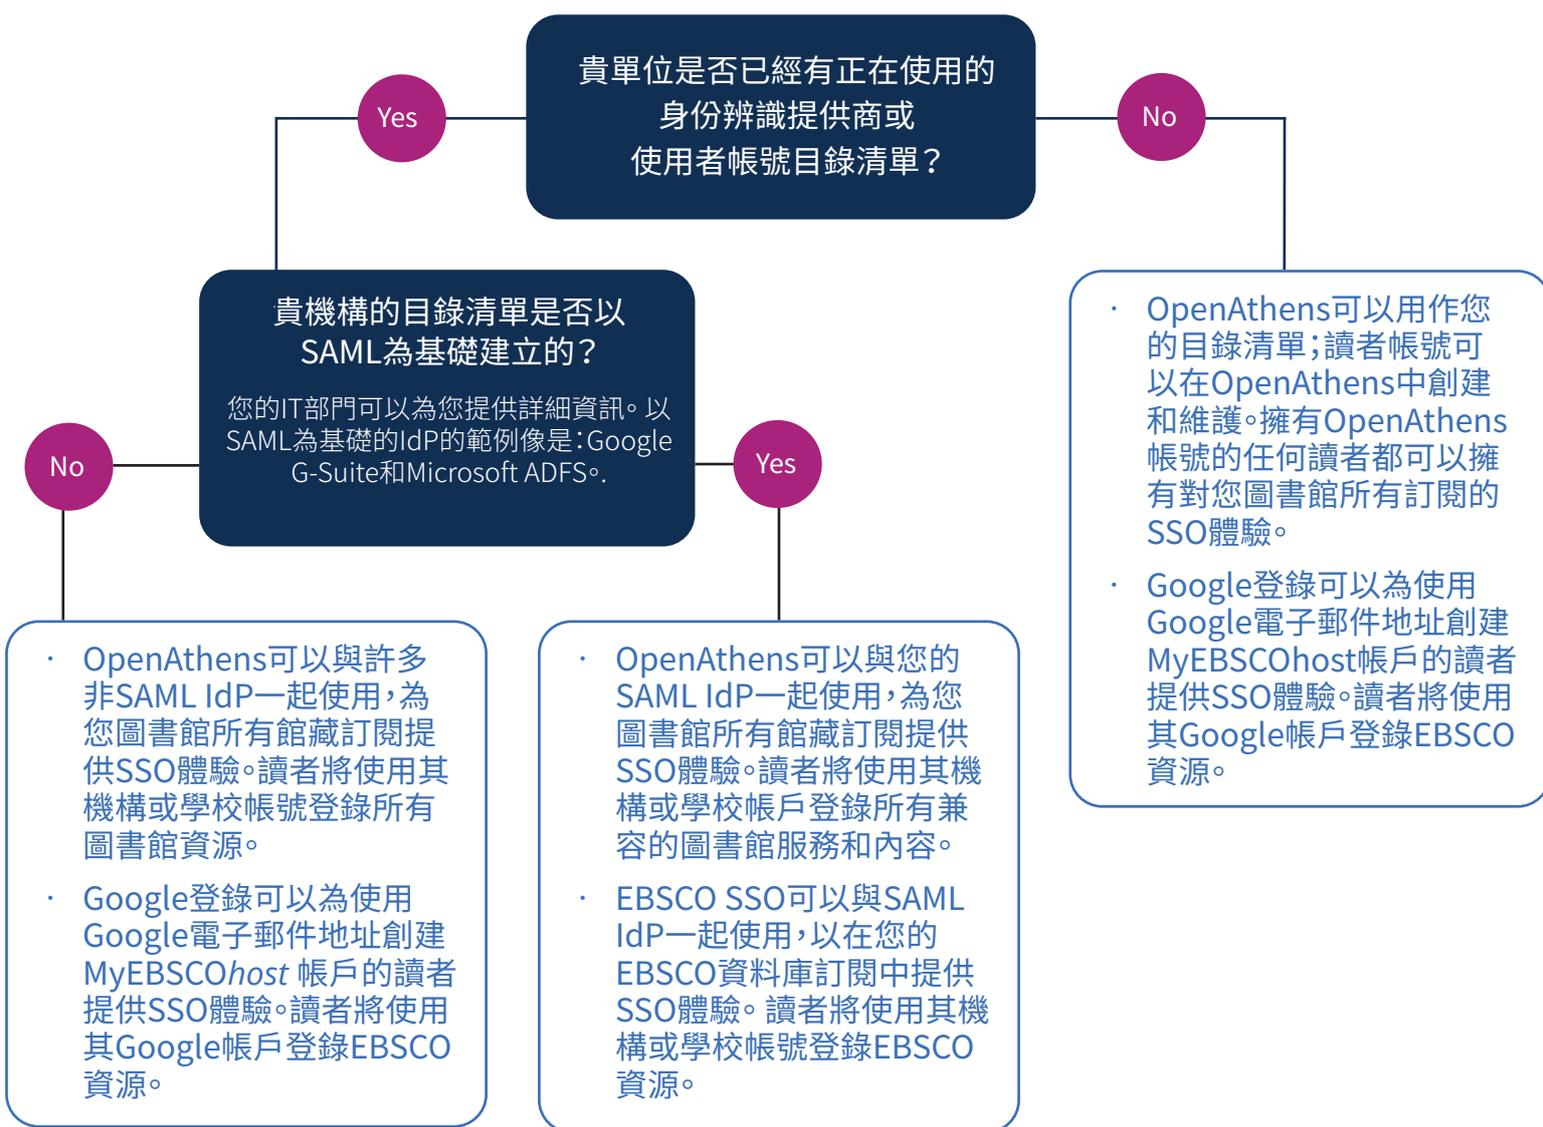 貴單位是否已經有正在使用的
身份辨識提供商或
使用者帳號目錄清單？
Yes
No
貴機構的目錄清單是否以
SAML為基礎建立的？
您的IT部門可以為您提供詳細資訊。以
SAML為基礎的IdP的範例像是：Google
G-Suite和Microsoft ADFS。.
No
Yes
· OpenAthens可以用作您
的目錄清單；讀者帳號可
以在OpenAthens中創建
和維護。擁有OpenAthens
帳號的任何讀者都可以擁
有對您圖書館所有訂閱的
SSO體驗。
· Google登錄可以為使用
Google電子郵件地址創建
MyEBSCOhost帳戶的讀者
提供SSO體驗。讀者將使用
其Google帳戶登錄EBSCO
資源。
· OpenAthens可以與許多
非SAML IdP一起使用，為
您圖書館所有館藏訂閱提
供SSO體驗。讀者將使用其
機構或學校帳號登錄所有
圖書館資源。
· Google登錄可以為使用
Google電子郵件地址創建
MyEBSCOhost 帳戶的讀者
提供SSO體驗。讀者將使用
其Google帳戶登錄EBSCO
資源。
· OpenAthens可以與您的
SAML IdP一起使用，為您
圖書館所有館藏訂閱提供
SSO體驗。讀者將使用其機
構或學校帳戶登錄所有兼
容的圖書館服務和內容。
· EBSCO SSO可以與SAML
IdP一起使用，以在您的
EBSCO資料庫訂閱中提供
SSO體驗。 讀者將使用其機
構或學校帳號登錄EBSCO
資源。